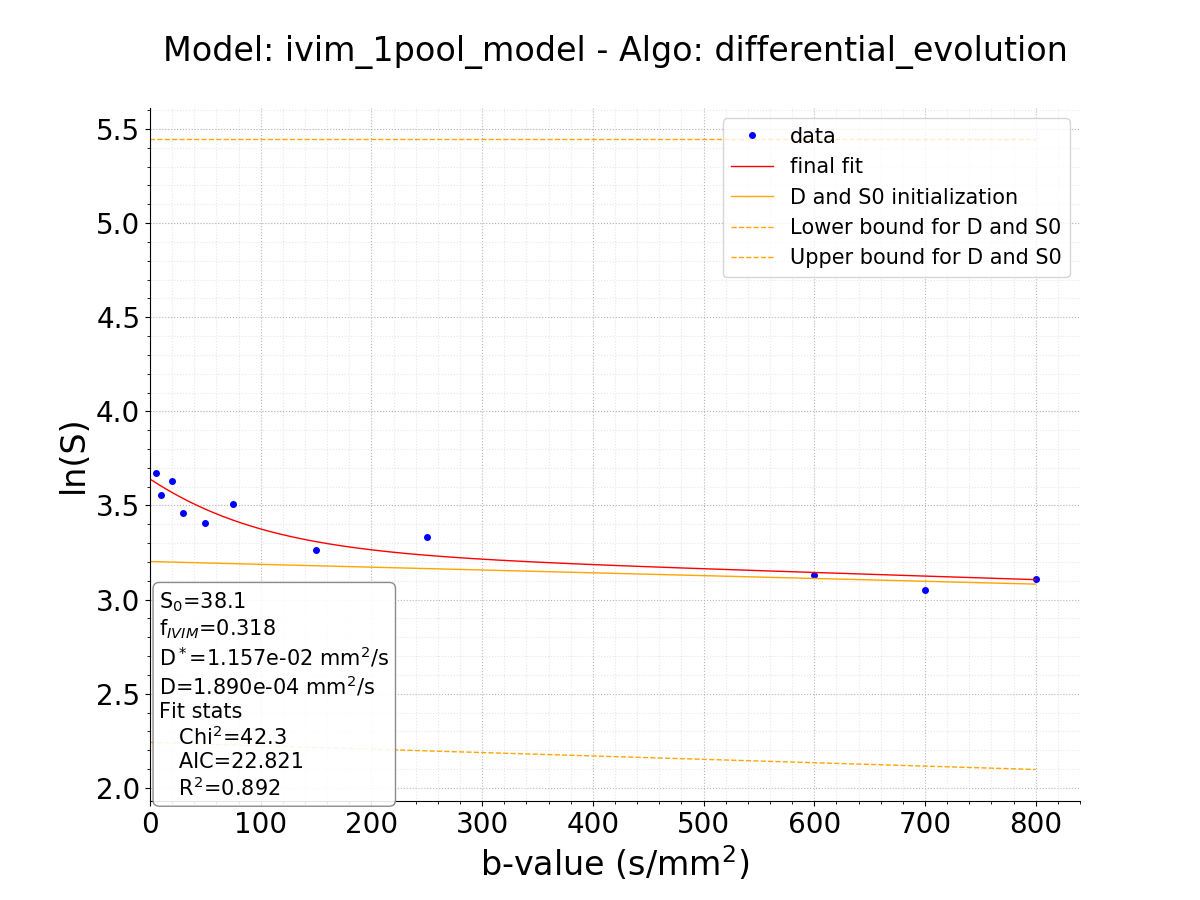 Model: ivim_1pool_model - Algo: differential_evolution
data
final fit
D and S0 initialization
Lower bound for D and S0
Upper bound for D and S0
5.5
5.0
4.5
4.0
3.5
3.0
2.5
2.0
ln(S)
S₀=38.1
f_IVIM=0.318
D*=1.157e-02 mm²/s
D=1.890e-04 mm²/s
Fit stats
Chi²=42.3
AIC=22.821
R²=0.892
0 100 200 300 400 500 600 700 800
b-value (s/mm²)